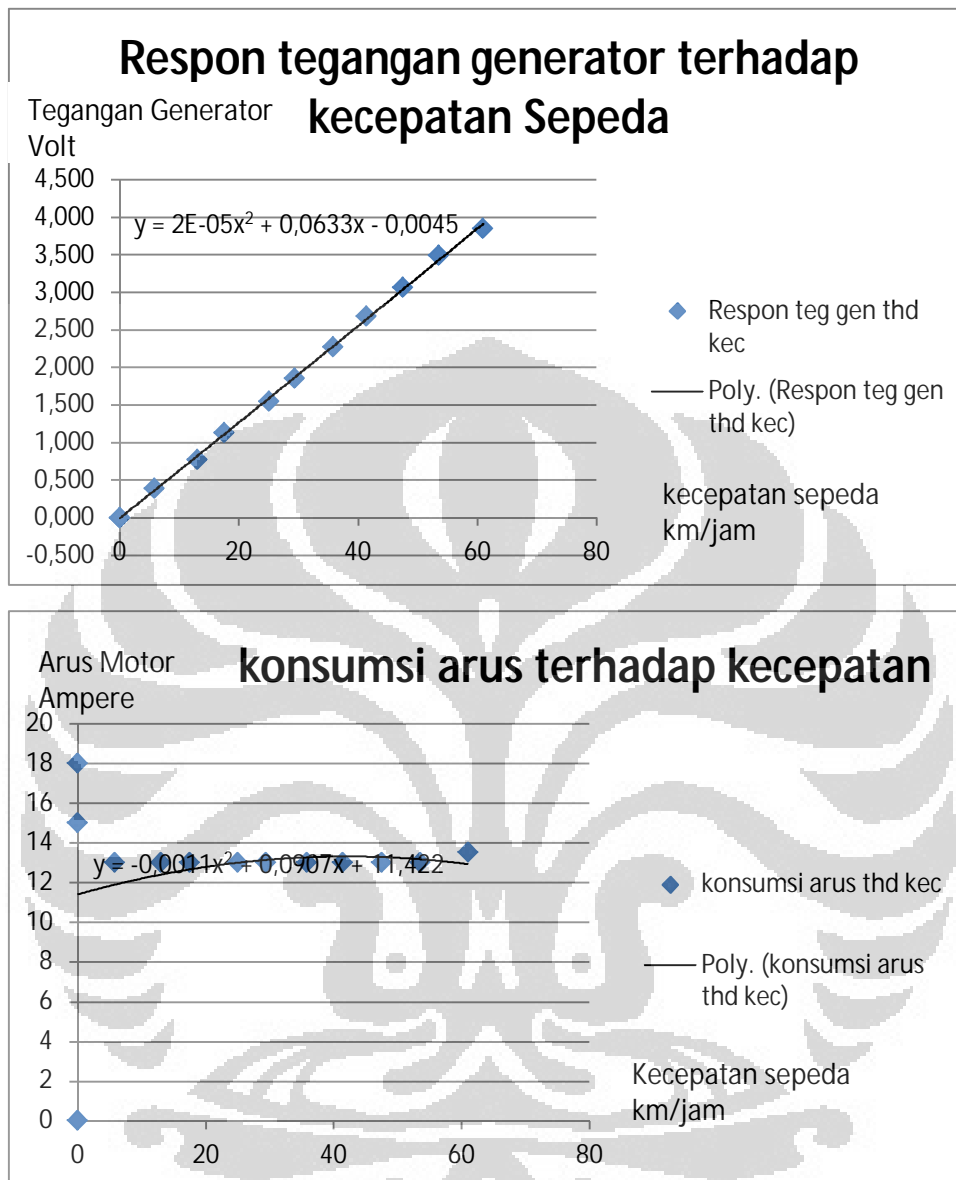 Respon tegangan generator terhadap
kecepatan Sepeda
Tegangan Generator
Volt
4,500
4,000
3,500
3,000
2,500
2,000
1,500
1,000
0,500
0,000
-0,500
y = 2E-05x² + 0,0633x - 0,0045
0 20 40 60 80
Respon teg gen thd
kec
Poly. (Respon teg gen
thd kec)
kecepatan sepeda
km/jam
konsumsi arus terhadap kecepatan
Arus Motor
Ampere
20
18
16
14
12
10
8
6
4
2
0
y = -0,0011x² + 0,0907x + 11,422
0 20 40 60 80
konsumsi arus thd kec
Poly. (konsumsi arus
thd kec)
Kecepatan sepeda
km/jam